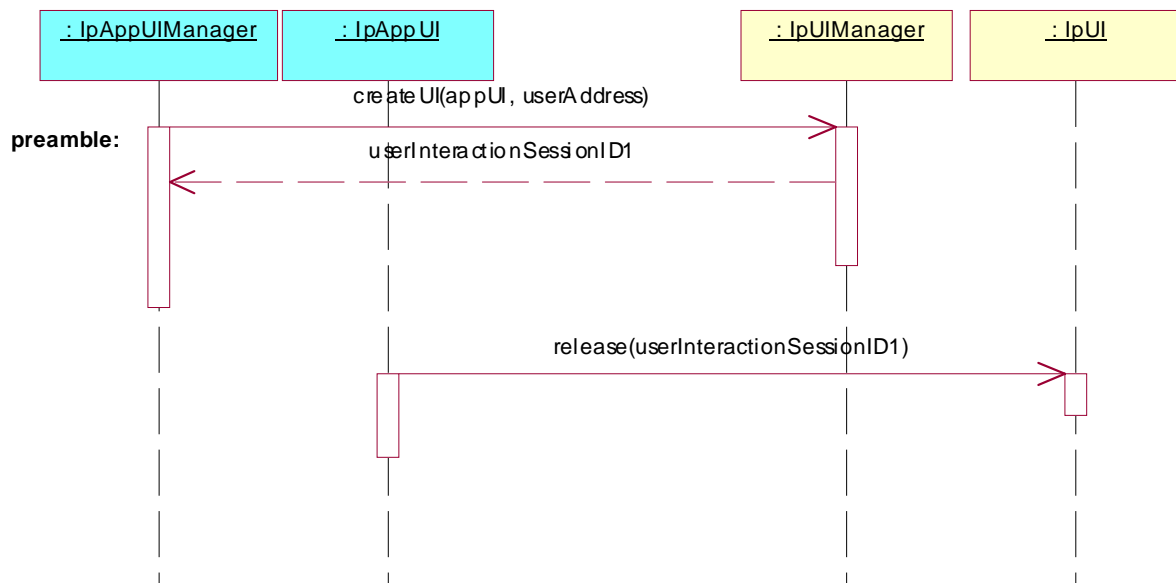 : IpAppUIManager
: IpAppUI
: IpUIManager
: IpUI
createUI(appUI, userAddress)
preamble:
userInteractionSessionID1
release(userInteractionSessionID1)